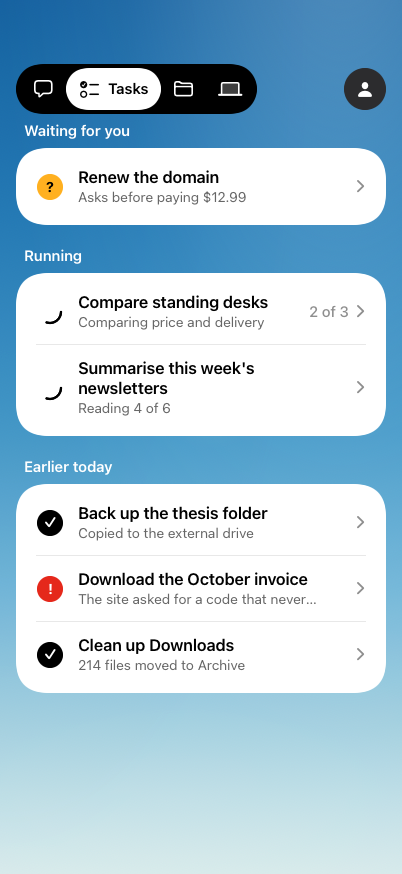 Tasks
Waiting for you
?
Renew the domain
Asks before paying $12.99
Running
Compare standing desks
Comparing price and delivery
2 of 3
Summarise this week's
newsletters
Reading 4 of 6
Earlier today
Back up the thesis folder
Copied to the external drive
!
Download the October invoice
The site asked for a code that never...
Clean up Downloads
214 files moved to Archive